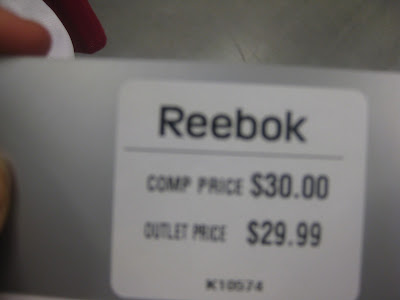 Reebok
COMP PRICE $30.00
OUTLET PRICE $29.99
K10574